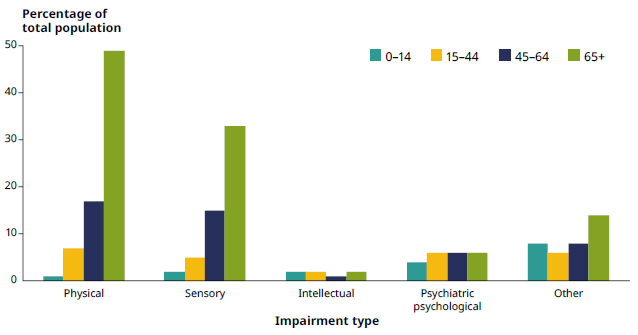 Percentage of
total population
50
40
30
20
10
0
0–14
15–44
45–64
65+
Physical
Sensory
Intellectual
Psychiatric
psychological
Other
Impairment type